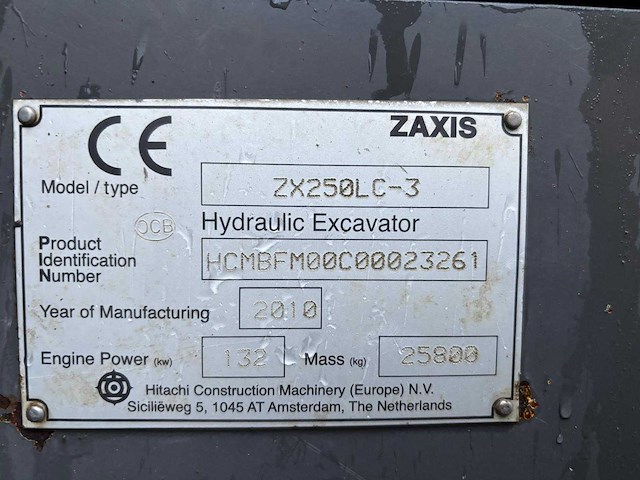 CE ZAXIS
Model / type ZX250LC-3
OCB Hydraulic Excavator
Product
Identification HCMBFM00C00023261
Number
Year of Manufacturing 2010
Engine Power (kw) 132 Mass (kg) 25800
Hitachi Construction Machinery (Europe) N.V.
Siciliëweg 5, 1045 AT Amsterdam, The Netherlands